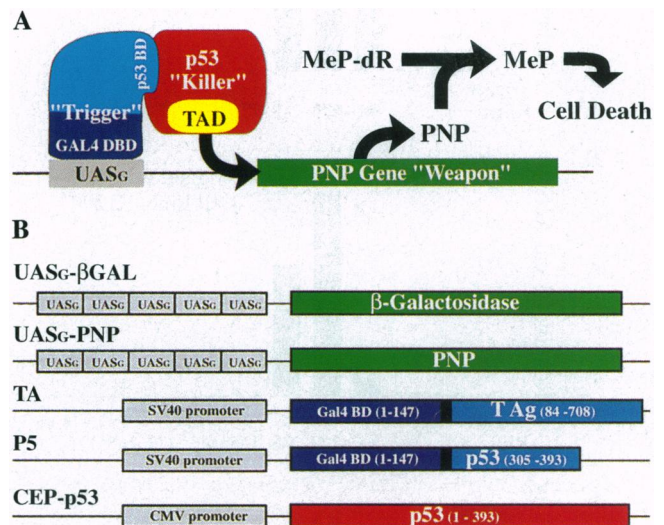 A
p53 BD
p53
"Killer"
TAD
"Trigger"
GAL4 DBD
UASG
MeP-dR
MeP
Cell Death
PNP
PNP Gene "Weapon"
B
UASG-βGAL
UASG UASG UASG UASG UASG
β-Galactosidase
UASG-PNP
UASG UASG UASG UASG UASG
PNP
TA
SV40 promoter
Gal4 BD (1-147)
T Ag (84 -708)
P5
SV40 promoter
Gal4 BD (1-147)
p53 (305 -393)
CEP-p53
CMV promoter
p53 (1 - 393)